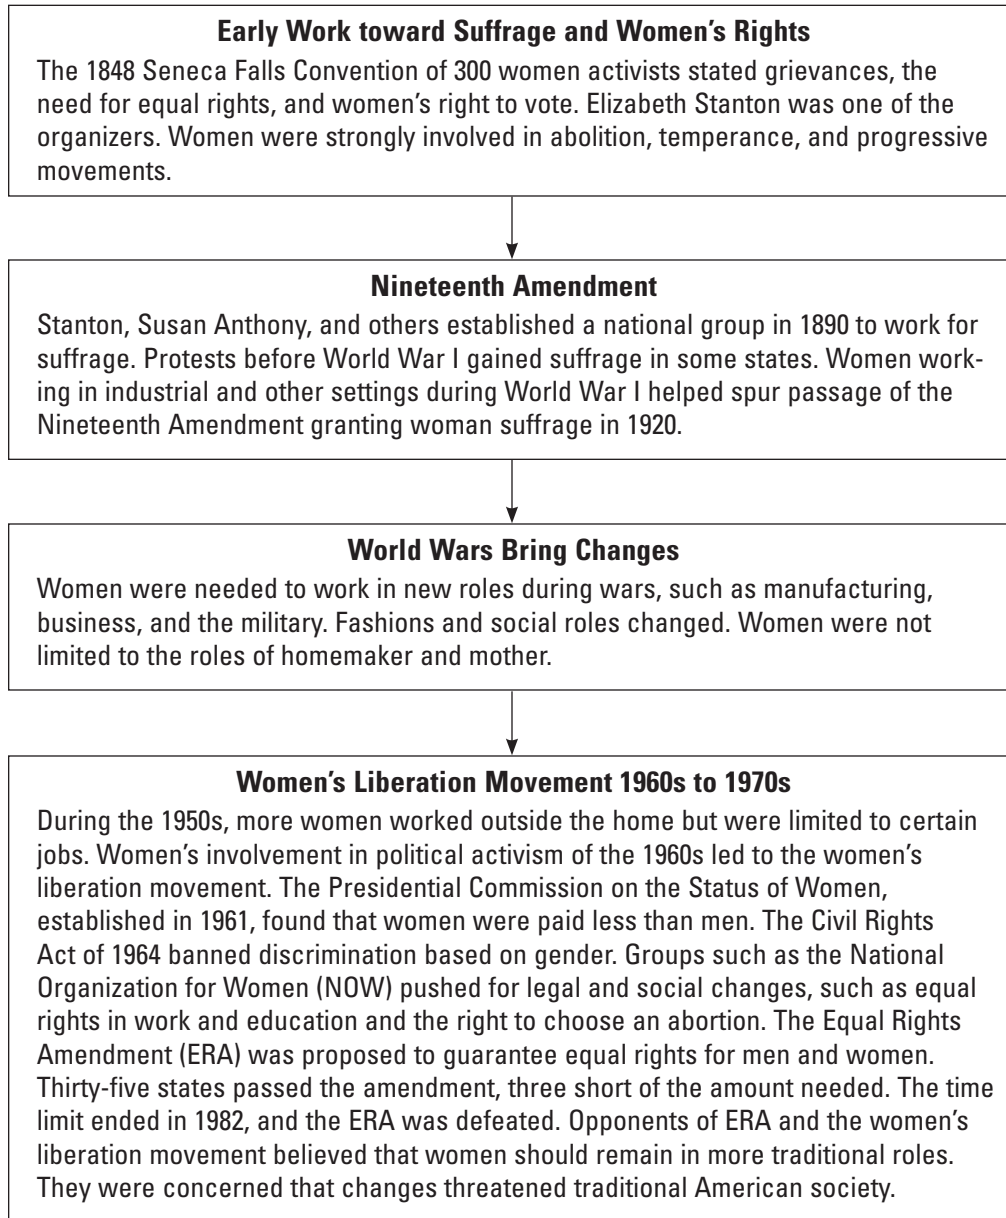 Early Work toward Suffrage and Women's Rights
The 1848 Seneca Falls Convention of 300 women activists stated grievances, the
need for equal rights, and women's right to vote. Elizabeth Stanton was one of the
organizers. Women were strongly involved in abolition, temperance, and progressive
movements.
Nineteenth Amendment
Stanton, Susan Anthony, and others established a national group in 1890 to work for
suffrage. Protests before World War I gained suffrage in some states. Women work-
ing in industrial and other settings during World War I helped spur passage of the
Nineteenth Amendment granting woman suffrage in 1920.
World Wars Bring Changes
Women were needed to work in new roles during wars, such as manufacturing,
business, and the military. Fashions and social roles changed. Women were not
limited to the roles of homemaker and mother.
Women's Liberation Movement 1960s to 1970s
During the 1950s, more women worked outside the home but were limited to certain
jobs. Women's involvement in political activism of the 1960s led to the women's
liberation movement. The Presidential Commission on the Status of Women,
established in 1961, found that women were paid less than men. The Civil Rights
Act of 1964 banned discrimination based on gender. Groups such as the National
Organization for Women (NOW) pushed for legal and social changes, such as equal
rights in work and education and the right to choose an abortion. The Equal Rights
Amendment (ERA) was proposed to guarantee equal rights for men and women.
Thirty-five states passed the amendment, three short of the amount needed. The time
limit ended in 1982, and the ERA was defeated. Opponents of ERA and the women's
liberation movement believed that women should remain in more traditional roles.
They were concerned that changes threatened traditional American society.